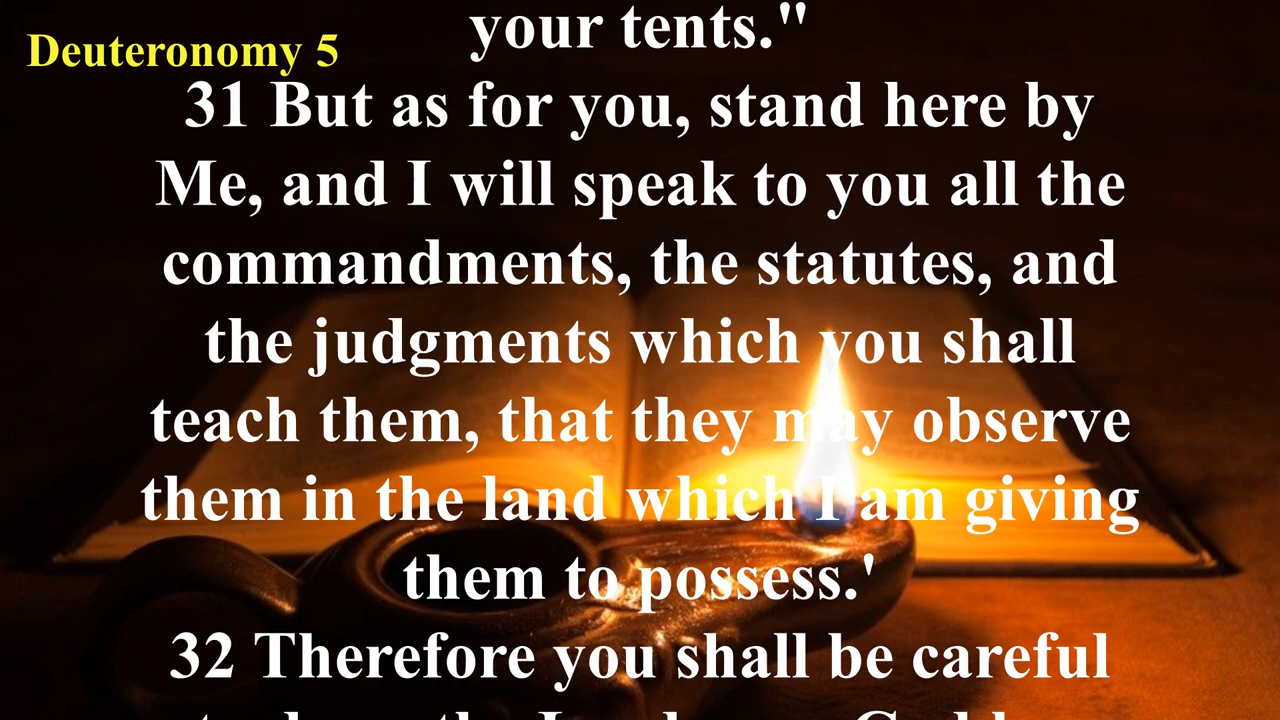 your tents."
Deuteronomy 5
31 But as for you, stand here by
Me, and I will speak to you all the
commandments, the statutes, and
the judgments which you shall
teach them, that they may observe
them in the land which I am giving
them to possess.'
32 Therefore you shall be careful